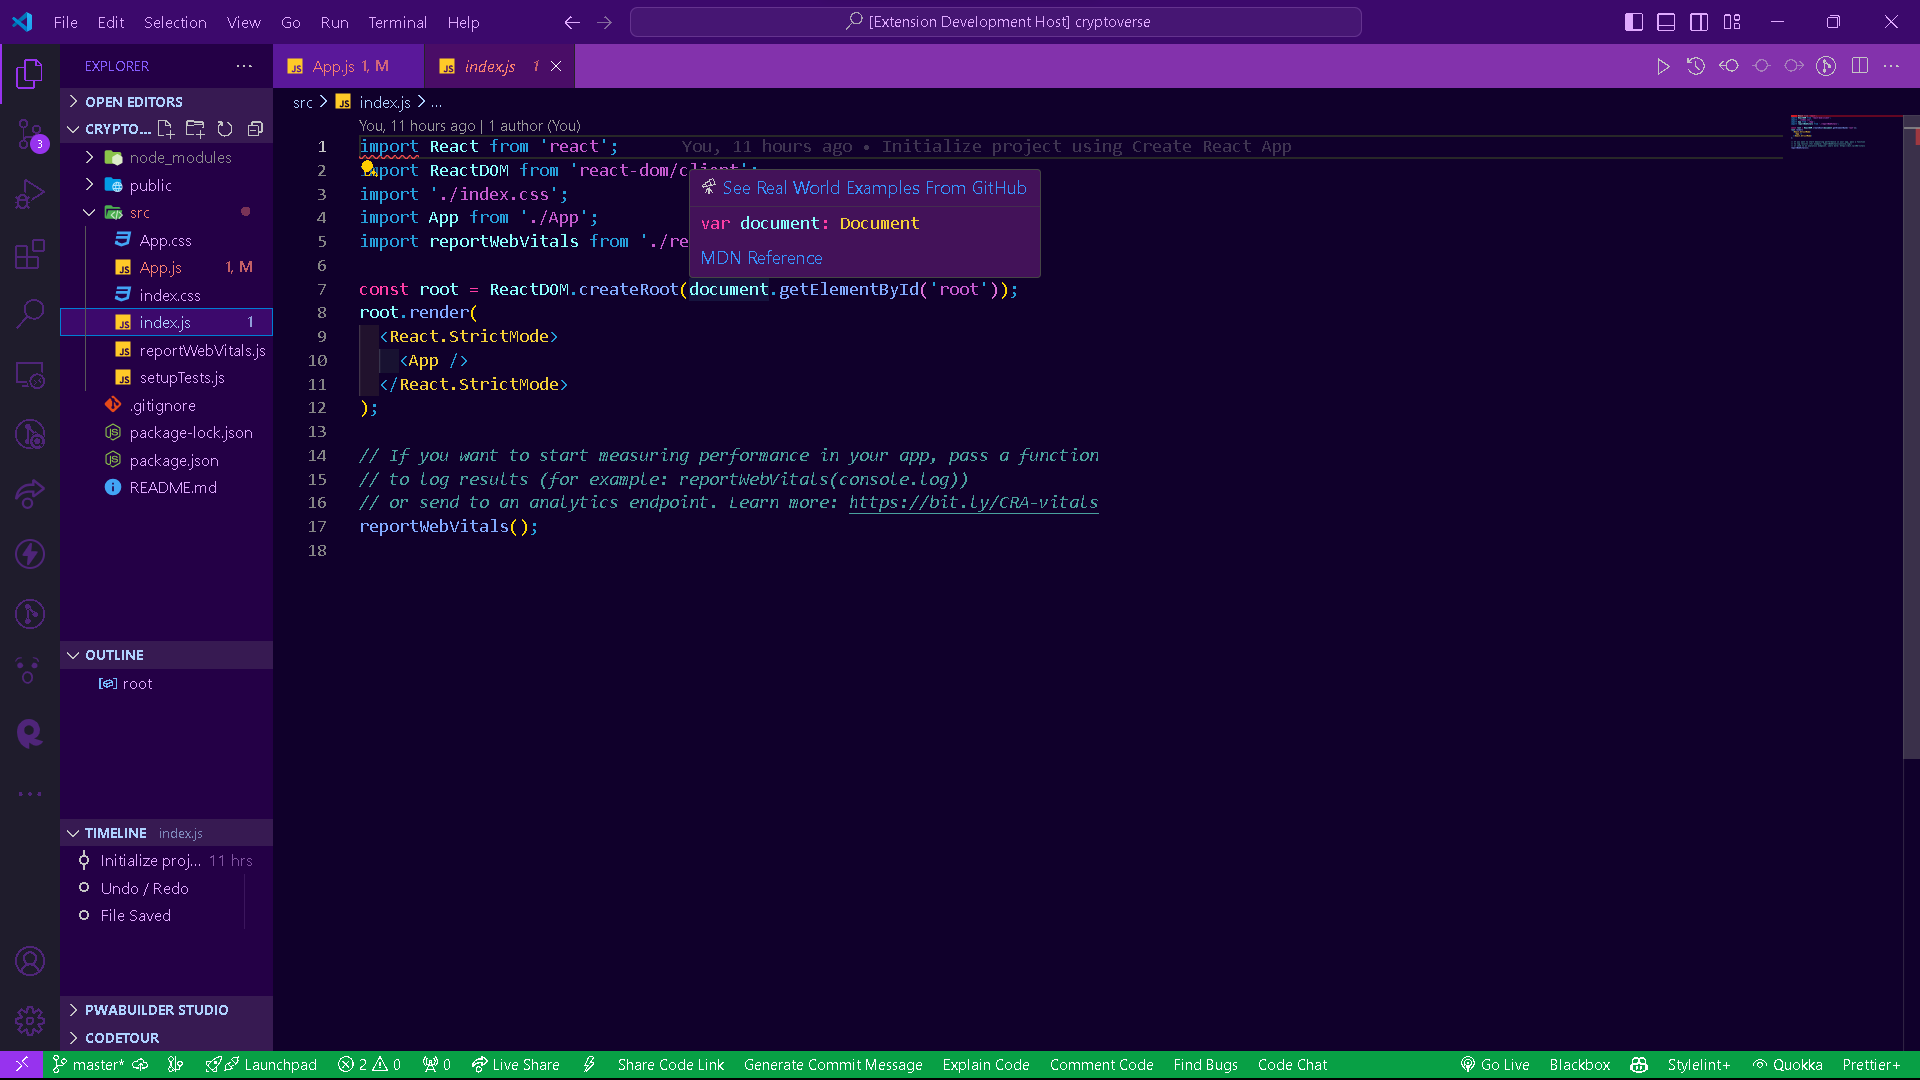 File Edit Selection View Go Run Terminal Help
[Extension Development Host] cryptoverse
EXPLORER
OPEN EDITORS
CRYPTO...
node_modules
public
src
App.css
App.js 1, M
index.css
index.js 1
reportWebVitals.js
setupTests.js
.gitignore
package-lock.json
package.json
README.md
OUTLINE
root
TIMELINE index.js
Initialize proj... 11 hrs
Undo / Redo
File Saved
PWABUILDER STUDIO
CODETOUR
3
App.js 1, M
index.js 1
src > index.js > ...
You, 11 hours ago | 1 author (You)
1 import React from 'react'; You, 11 hours ago • Initialize project using Create React App
2 import ReactDOM from 'react-dom/client';
3 import './index.css';
4 import App from './App';
5 import reportWebVitals from './re
6
7 const root = ReactDOM.createRoot(document.getElementById('root'));
8 root.render(
9 <React.StrictMode>
10 <App />
11 </React.StrictMode>
12 );
13
14 // If you want to start measuring performance in your app, pass a function
15 // to log results (for example: reportWebVitals(console.log))
16 // or send to an analytics endpoint. Learn more: https://bit.ly/CRA-vitals
17 reportWebVitals();
18
See Real World Examples From GitHub
var document: Document
MDN Reference
master* Launchpad 2 0 0 Live Share Share Code Link Generate Commit Message Explain Code Comment Code Find Bugs Code Chat Go Live Blackbox Stylelint+ Quokka Prettier+